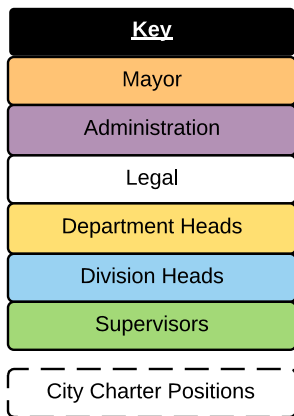 Key
Mayor
Administration
Legal
Department Heads
Division Heads
Supervisors
City Charter Positions